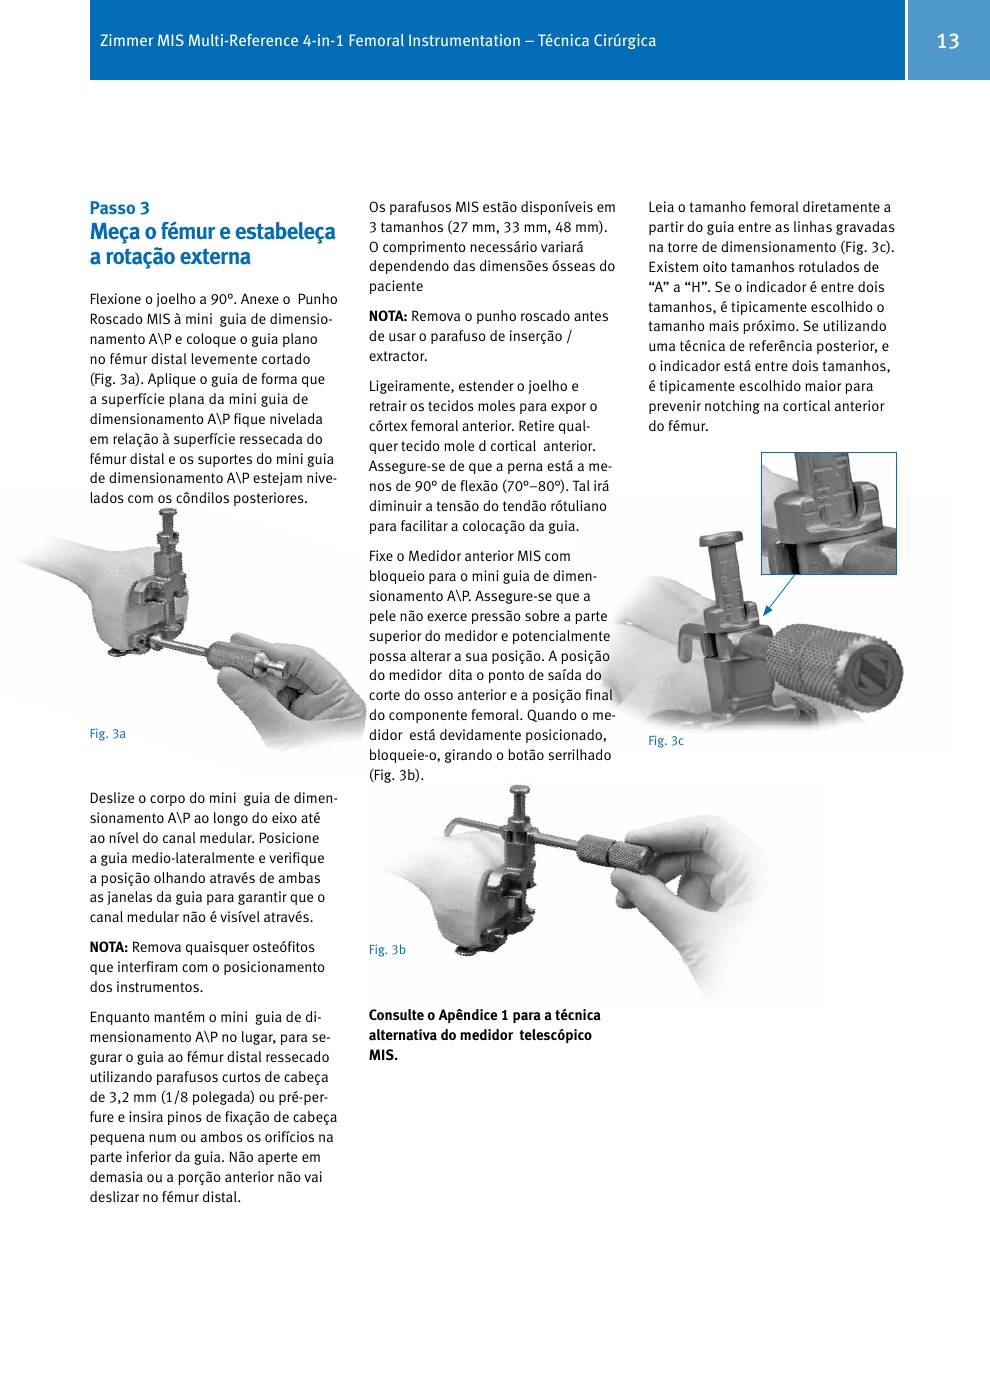 Zimmer MIS Multi-Reference 4-in-1 Femoral Instrumentation – Técnica Cirúrgica
13
Passo 3
Meça o fémur e estabeleça
a rotação externa
Flexione o joelho a 90°. Anexe o  Punho
Roscado MIS à mini  guia de dimensio-
namento A\P e coloque o guia plano
no fémur distal levemente cortado
(Fig. 3a). Aplique o guia de forma que
a superfície plana da mini guia de
dimensionamento A\P fique nivelada
em relação à superfície ressecada do
fémur distal e os suportes do mini guia
de dimensionamento A\P estejam nive-
lados com os côndilos posteriores.
Fig. 3a
Deslize o corpo do mini  guia de dimen-
sionamento A\P ao longo do eixo até
ao nível do canal medular. Posicione
a guia medio-lateralmente e verifique
a posição olhando através de ambas
as janelas da guia para garantir que o
canal medular não é visível através.
NOTA: Remova quaisquer osteófitos
que interfiram com o posicionamento
dos instrumentos.
Enquanto mantém o mini  guia de di-
mensionamento A\P no lugar, para se-
gurar o guia ao fémur distal ressecado
utilizando parafusos curtos de cabeça
de 3,2 mm (1/8 polegada) ou pré-per-
fure e insira pinos de fixação de cabeça
pequena num ou ambos os orifícios na
parte inferior da guia. Não aperte em
demasia ou a porção anterior não vai
deslizar no fémur distal.
Os parafusos MIS estão disponíveis em
3 tamanhos (27 mm, 33 mm, 48 mm).
O comprimento necessário variará
dependendo das dimensões ósseas do
paciente
NOTA: Remova o punho roscado antes
de usar o parafuso de inserção /
extractor.
Ligeiramente, estender o joelho e
retrair os tecidos moles para expor o
córtex femoral anterior. Retire qual-
quer tecido mole d cortical  anterior.
Assegure-se de que a perna está a me-
nos de 90° de flexão (70°–80°). Tal irá
diminuir a tensão do tendão rótuliano
para facilitar a colocação da guia.
Fixe o Medidor anterior MIS com
bloqueio para o mini guia de dimen-
sionamento A\P. Assegure-se que a
pele não exerce pressão sobre a parte
superior do medidor e potencialmente
possa alterar a sua posição. A posição
do medidor  dita o ponto de saída do
corte do osso anterior e a posição final
do componente femoral. Quando o me-
didor  está devidamente posicionado,
bloqueie-o, girando o botão serrilhado
(Fig. 3b).
Fig. 3b
Consulte o Apêndice 1 para a técnica
alternativa do medidor  telescópico
MIS.
Leia o tamanho femoral diretamente a
partir do guia entre as linhas gravadas
na torre de dimensionamento (Fig. 3c).
Existem oito tamanhos rotulados de
“A” a “H”. Se o indicador é entre dois
tamanhos, é tipicamente escolhido o
tamanho mais próximo. Se utilizando
uma técnica de referência posterior, e
o indicador está entre dois tamanhos,
é tipicamente escolhido maior para
prevenir notching na cortical anterior
do fémur.
Fig. 3c